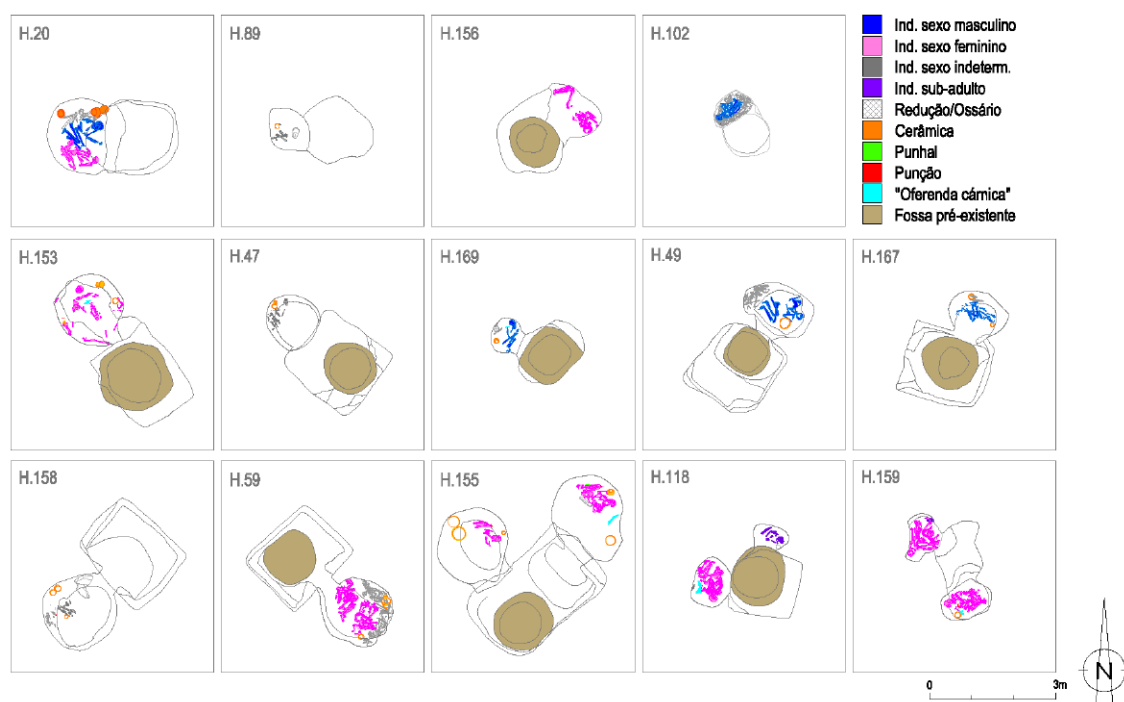 H.20
H.89
H.156
H.102
Ind. sexo masculino
Ind. sexo feminino
Ind. sexo indeterm.
Ind. sub-adulto
Redução/Ossário
Cerâmica
Punhal
Punção
"Oferenda cárnica"
Fossa pré-existente
H.153
H.47
H.169
H.49
H.167
H.158
H.59
H.155
H.118
H.159
N
0 3m